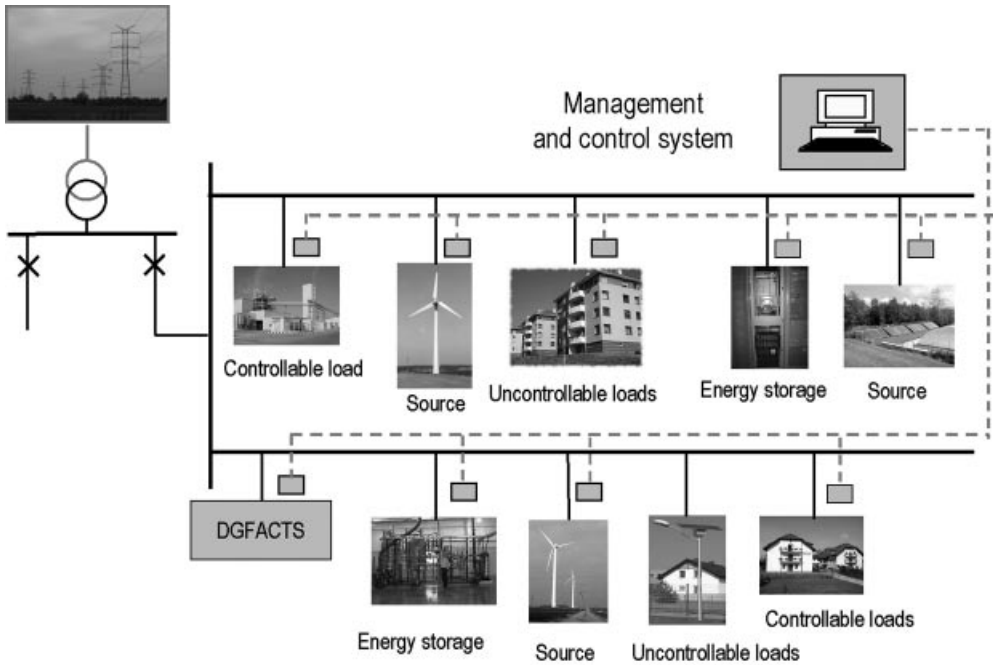 Management
and control system
Controllable load
Source
Uncontrollable loads
Energy storage
Source
DGFACTS
Energy storage
Source
Uncontrollable loads
Controllable loads